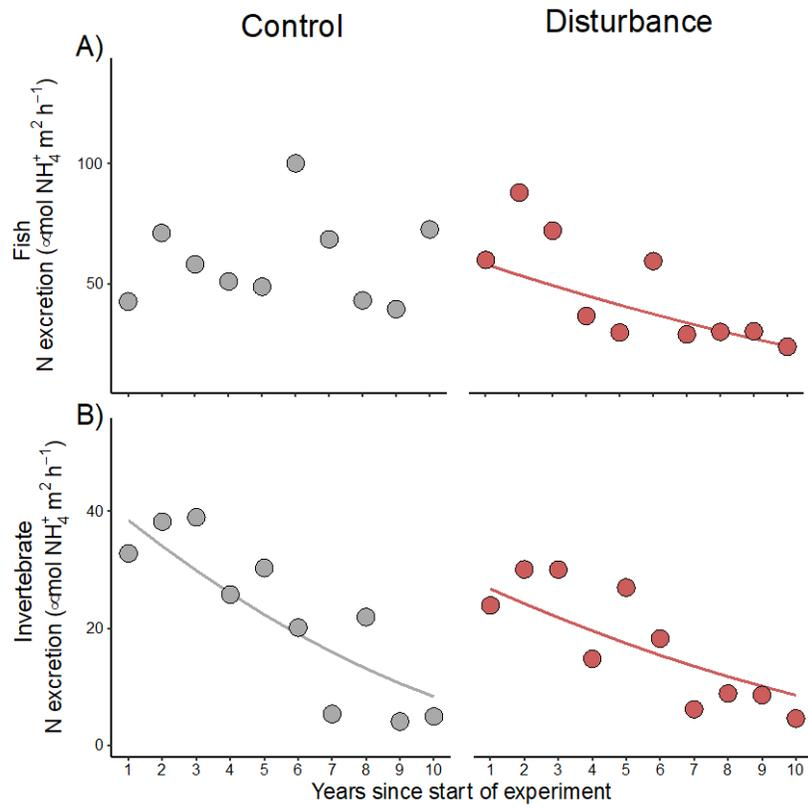 Control
Disturbance
A)
Fish
N excretion (∝mol NH₄⁺ m² h⁻¹)
100
50
B)
Invertebrate
N excretion (∝mol NH₄⁺ m² h⁻¹)
40
20
0
1 2 3 4 5 6 7 8 9 10
1 2 3 4 5 6 7 8 9 10
Years since start of experiment